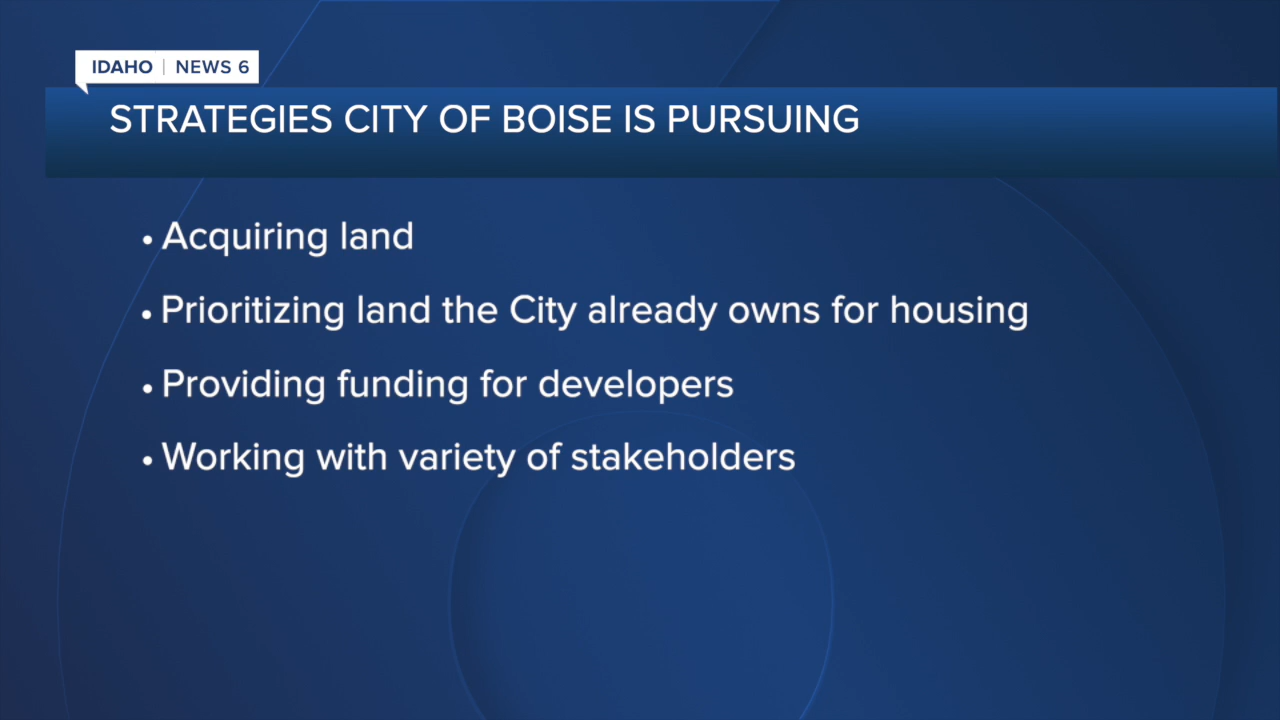 IDAHO | NEWS 6
STRATEGIES CITY OF BOISE IS PURSUING
• Acquiring land
• Prioritizing land the City already owns for housing
• Providing funding for developers
• Working with variety of stakeholders